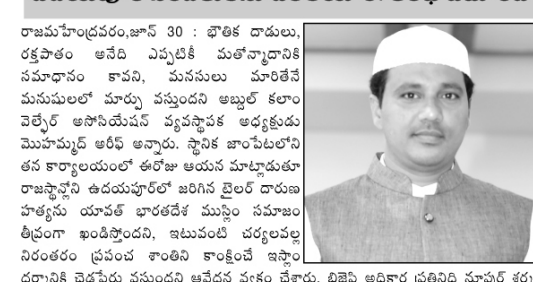 రాజమహేంద్రవరం,జూన్ 30 : భౌతిక దాడులు,
రక్తపాతం అనేది ఎప్పటికీ మతోన్మాదానికి
సమాధానం కావని, మనసులు మారితేనే
మనుషులలో మార్పు వస్తుందని అబ్దుల్ కలాం
వెల్ఫేర్ అసోసియేషన్ వ్యవస్థాపక అధ్యక్షుడు
మొహమ్మద్ అరీఫ్ అన్నారు. స్థానిక జాంపేటలోని
తన కార్యాలయంలో ఈరోజు ఆయన మాట్లాడుతూ
రాజస్థాన్లోని ఉదయపూర్‌లో జరిగిన టైలర్ దారుణ
హత్యను యావత్ భారతదేశ ముస్లిం సమాజం
తీవ్రంగా ఖండిస్తోందని, ఇటువంటి చర్యలవల్ల
నిరంతరం ప్రపంచ శాంతిని కాంక్షించే ఇస్లాం
ధర్మానికి చెడ్డపేరు వస్తుందని ఆవేదన వ్యక్తం చేశారు. బిజెపి అధికార ప్రతినిధి నూపుర్ శర్మ